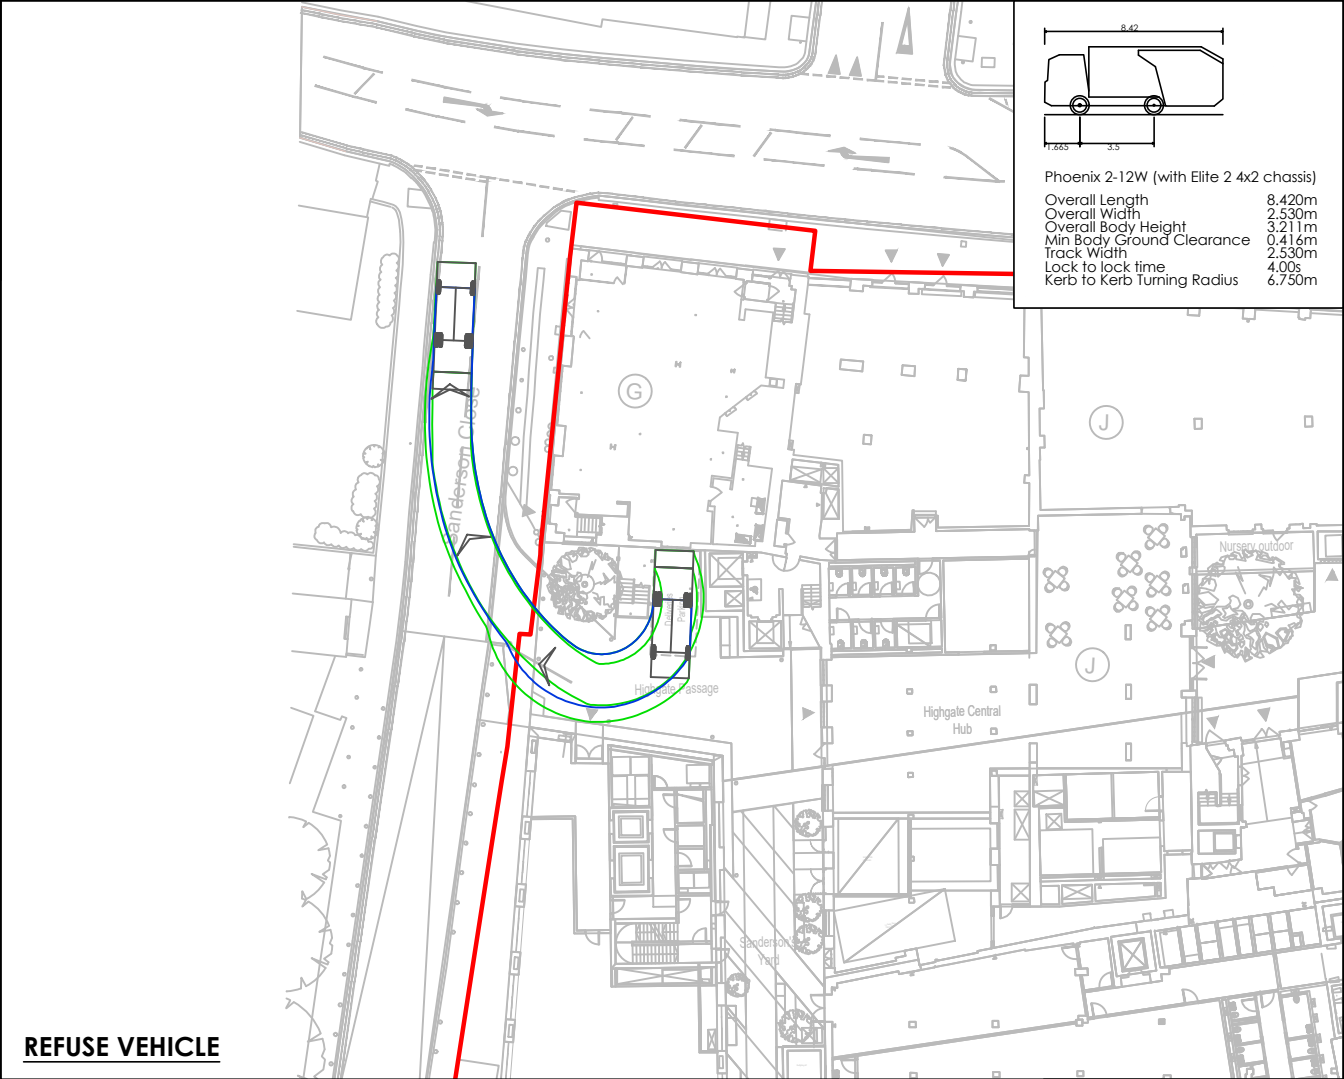 8.42
1.665
3.5
Phoenix 2-12W (with Elite 2 4x2 chassis)
Overall Length 8.420m
Overall Width 2.530m
Overall Body Height 3.211m
Min Body Ground Clearance 0.416m
Track Width 2.530m
Lock to lock time 4.00s
Kerb to Kerb Turning Radius 6.750m
G
J
Sanderson Close
Nursery outdoor
J
Highgate Passage
Highgate Central
Hub
Sanderson's
Yard
REFUSE VEHICLE